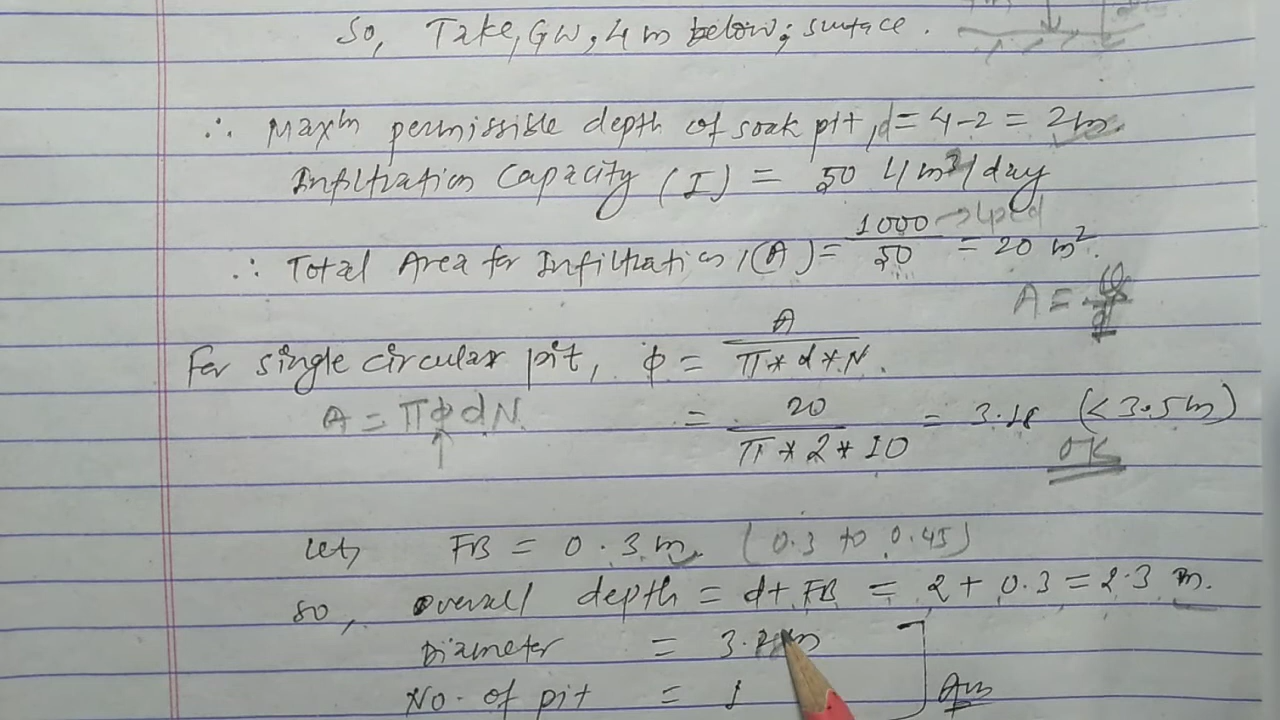 So, Take, GW, 4 m below surface.
∴ Max^m permissible depth of soak pit, d = 4-2 = 2m.
Infiltration Capacity (I) = 50 l/m²/day
∴ Total Area for Infiltration, (A) = 1000/50 → lpcd = 20 m².
A = Q/q
For single circular pit, φ = A/(π * d * N).
A = πφdN = 20/(π * 2 * 10) = 3.18 (<3.5m)
↑ OK
Let, FB = 0.3 m. (0.3 to 0.45)
so, overall depth = d + FB = 2 + 0.3 = 2.3 m.
Diameter = 3. m
No. of pit = 1 Ans